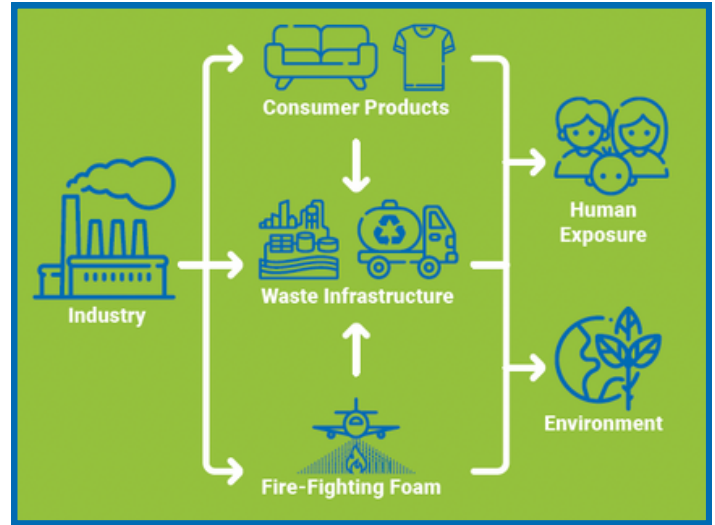 Consumer Products
Human
Exposure
Waste Infrastructure
Industry
Environment
Fire-Fighting Foam